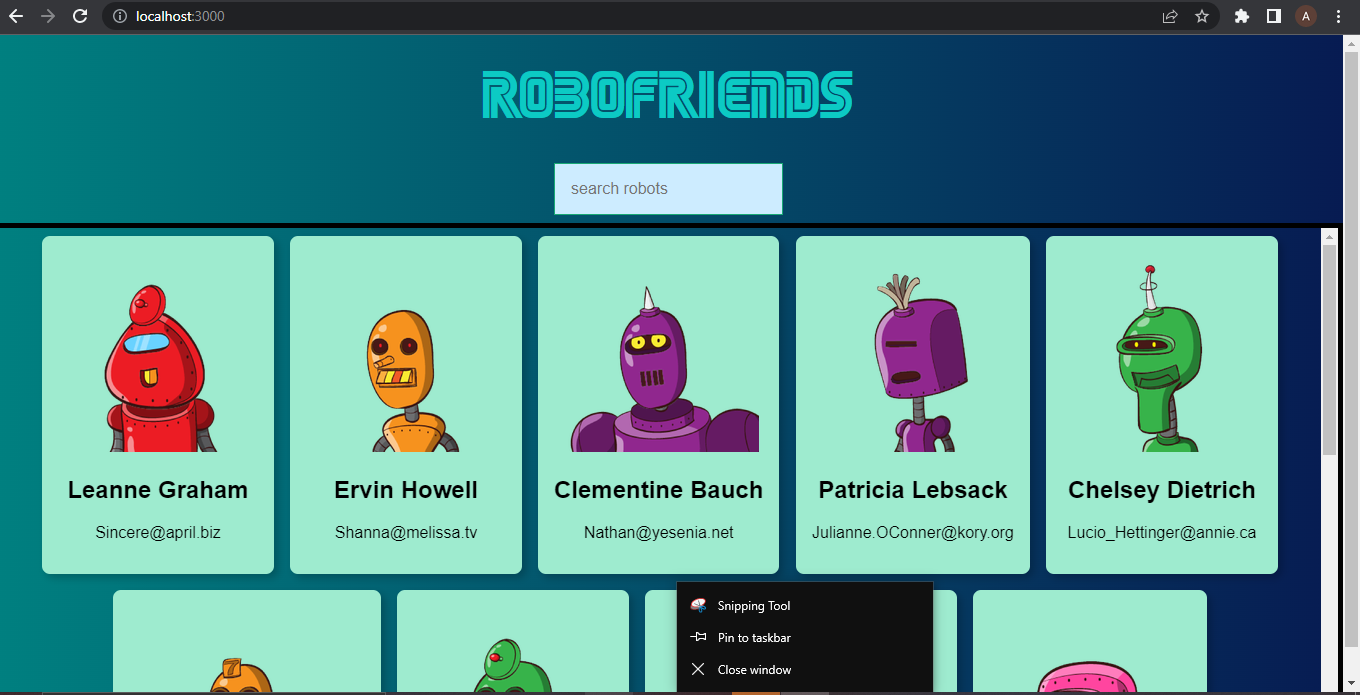 localhost:3000
A
ROBOFRIENDS
search robots
Leanne Graham
Ervin Howell
Clementine Bauch
Patricia Lebsack
Chelsey Dietrich
Sincere@april.biz
Shanna@melissa.tv
Nathan@yesenia.net
Julianne.OConner@kory.org
Lucio_Hettinger@annie.ca
Snipping Tool
Pin to taskbar
Close window
7